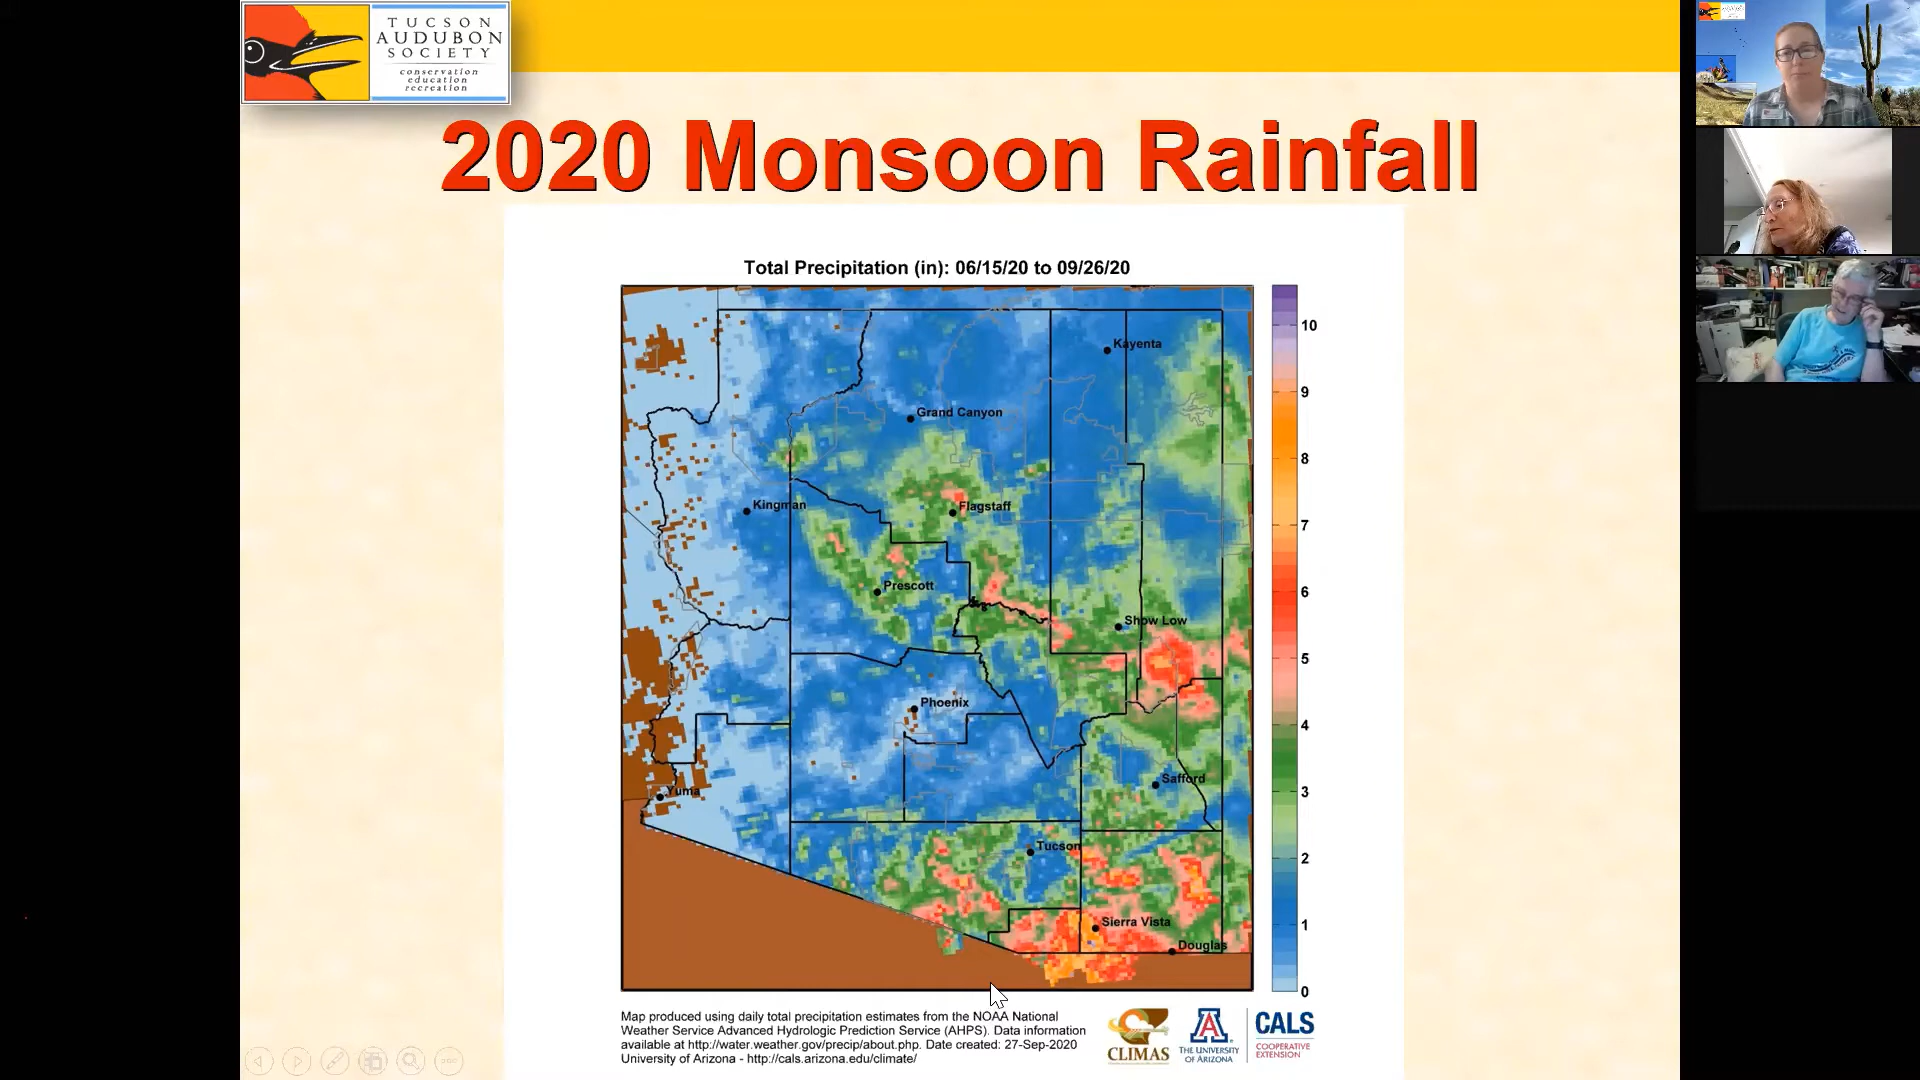 TUCSON
AUDUBON
SOCIETY
conservation
education
recreation
2020 Monsoon Rainfall
Total Precipitation (in): 06/15/20 to 09/26/20
Kayenta
Grand Canyon
Kingman
Flagstaff
Prescott
Show Low
Phoenix
Safford
Yuma
Tucson
Sierra Vista
Douglas
10
9
8
7
6
5
4
3
2
1
0
Map produced using daily total precipitation estimates from the NOAA National
Weather Service Advanced Hydrologic Prediction Service (AHPS). Data information
available at http://water.weather.gov/precip/about.php. Date created: 27-Sep-2020
University of Arizona - http://cals.arizona.edu/climate/
CLIMAS
THE UNIVERSITY
OF ARIZONA
CALS
COOPERATIVE
EXTENSION